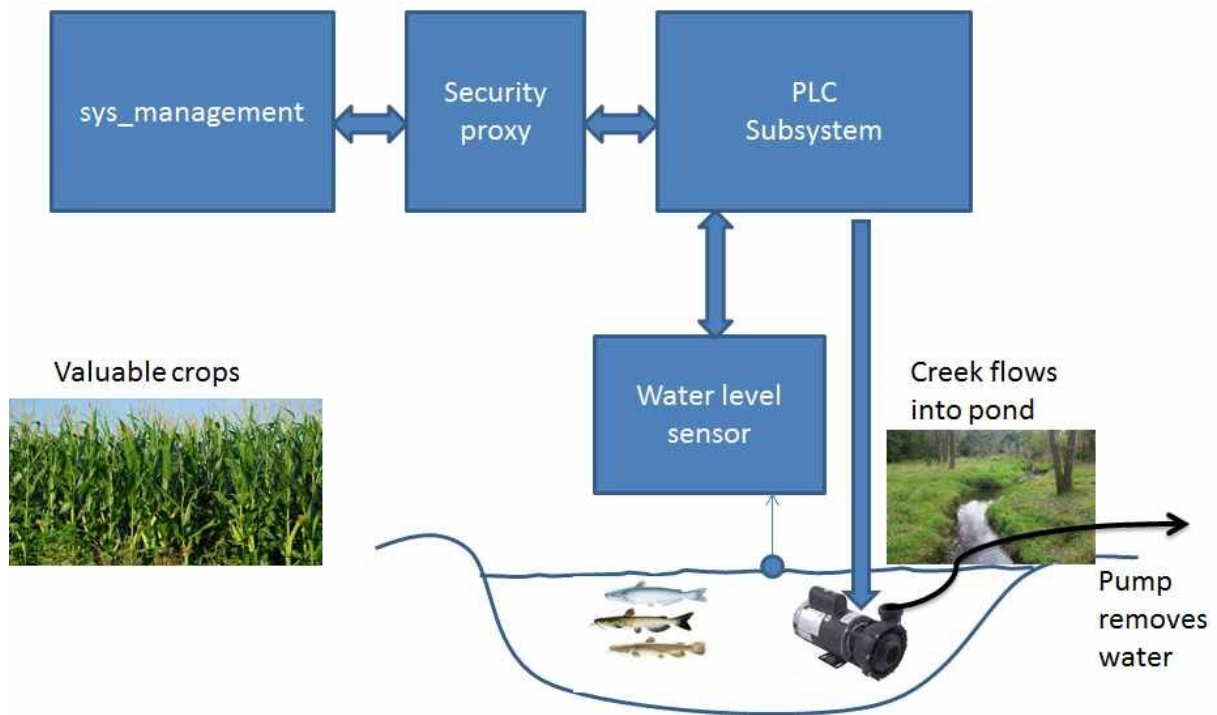 sys_management
Security
proxy
PLC
Subsystem
Water level
sensor
Valuable crops
Creek flows
into pond
Pump
removes
water